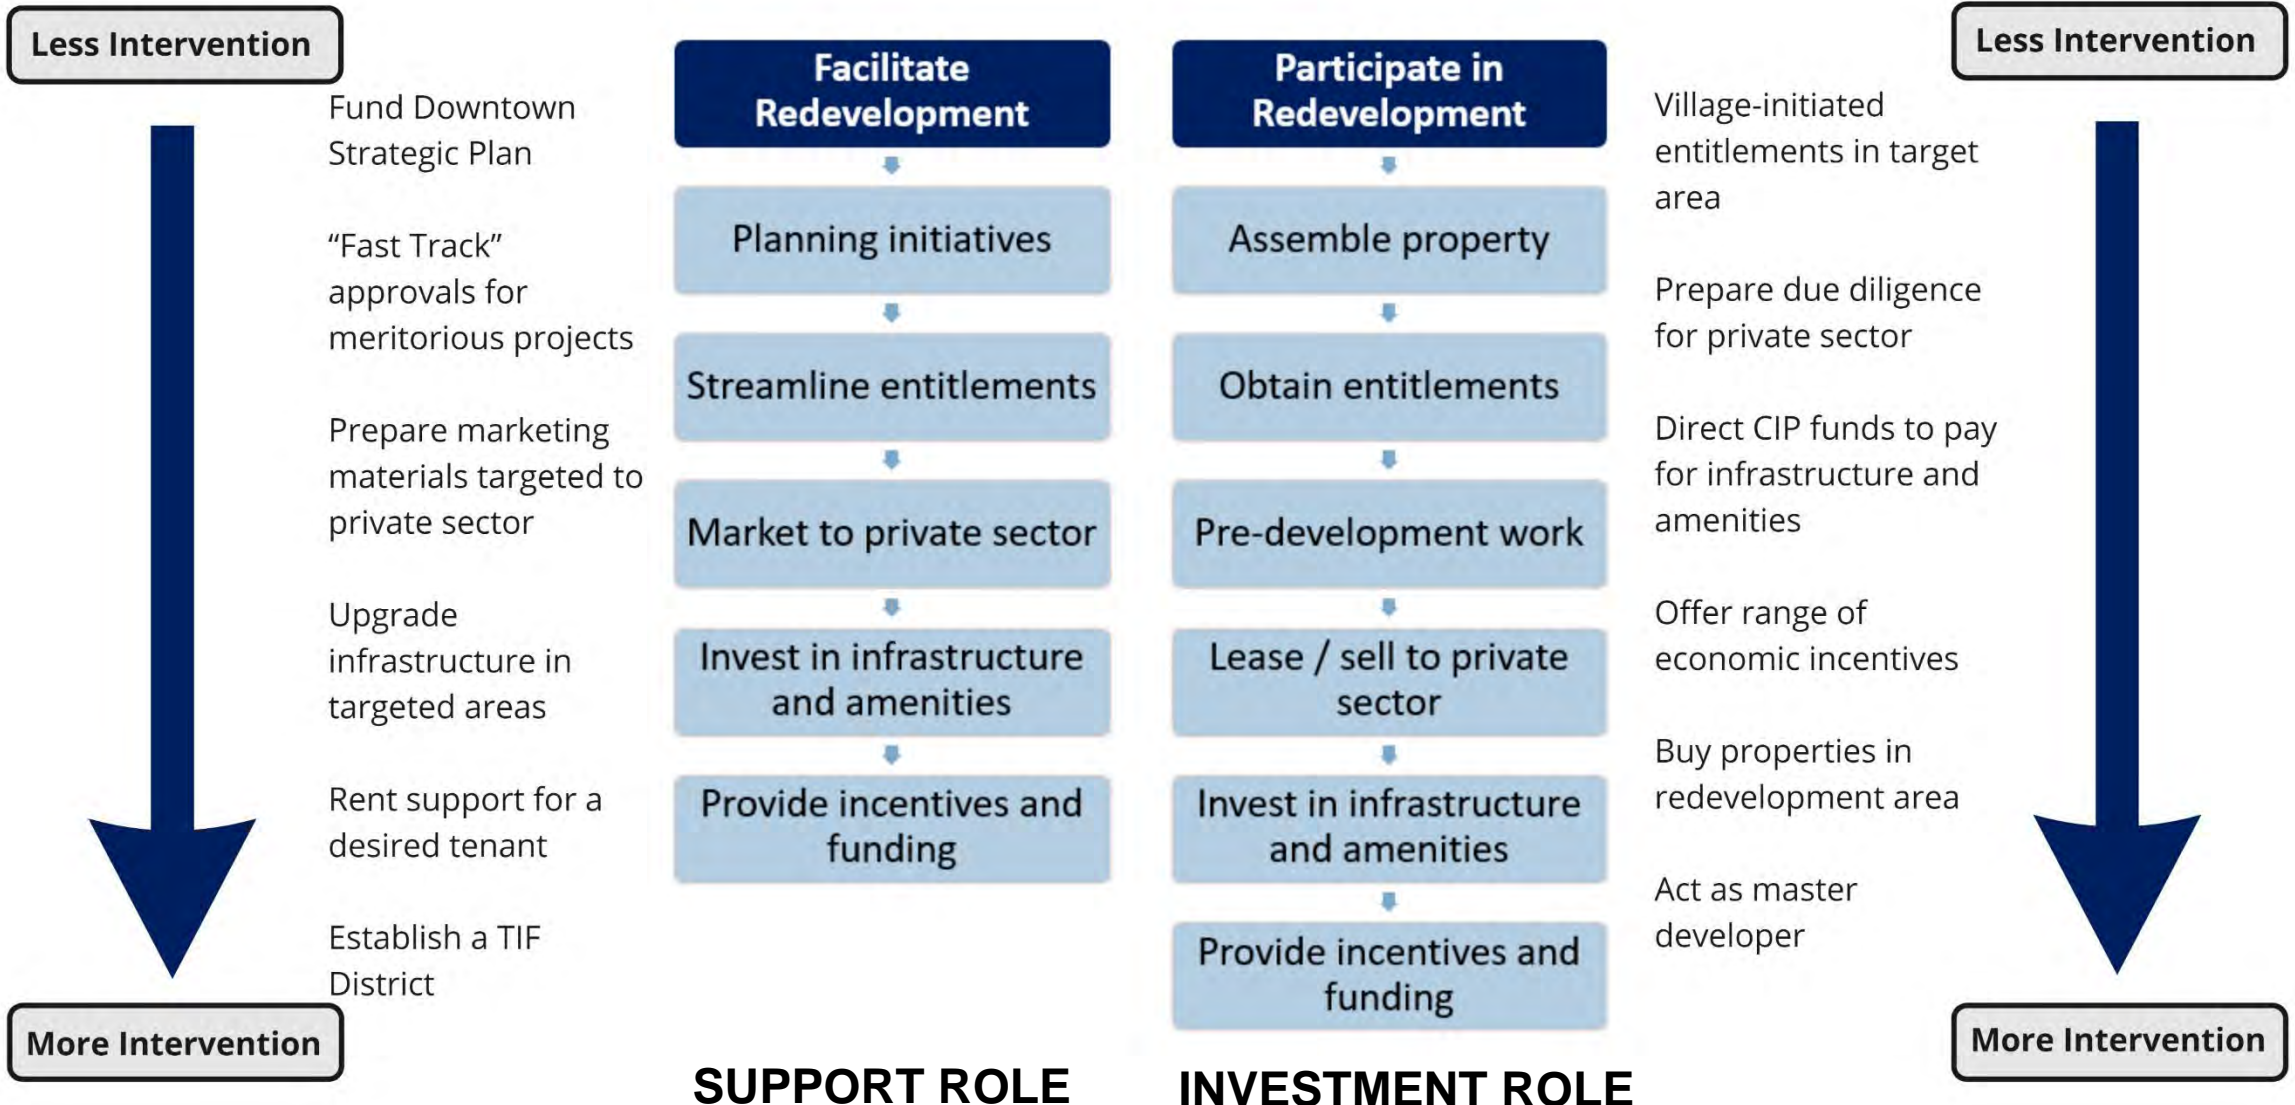 Less Intervention
Fund Downtown
Strategic Plan
“Fast Track”
approvals for
meritorious projects
Prepare marketing
materials targeted to
private sector
Upgrade
infrastructure in
targeted areas
Rent support for a
desired tenant
Establish a TIF
District
More Intervention
Facilitate
Redevelopment
Planning initiatives
Streamline entitlements
Market to private sector
Invest in infrastructure
and amenities
Provide incentives and
funding
SUPPORT ROLE
Participate in
Redevelopment
Assemble property
Obtain entitlements
Pre-development work
Lease / sell to private
sector
Invest in infrastructure
and amenities
Provide incentives and
funding
INVESTMENT ROLE
Less Intervention
Village-initiated
entitlements in target
area
Prepare due diligence
for private sector
Direct CIP funds to pay
for infrastructure and
amenities
Offer range of
economic incentives
Buy properties in
redevelopment area
Act as master
developer
More Intervention